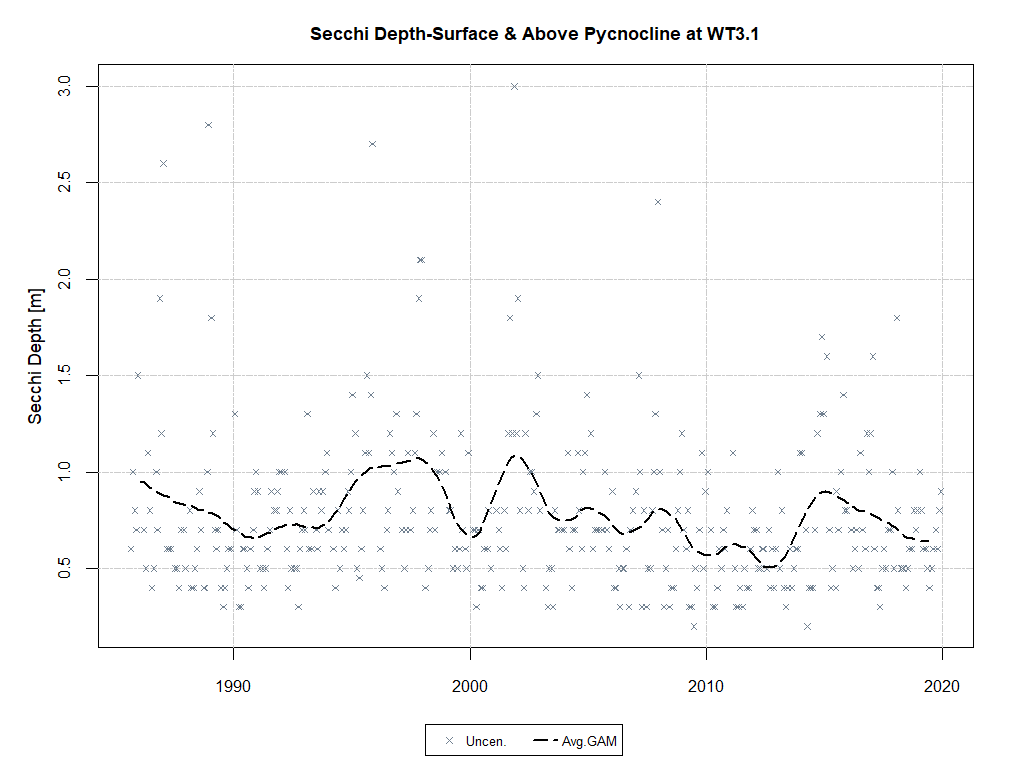 Secchi Depth-Surface & Above Pycnocline at WT3.1
Secchi Depth [m]
3.0
2.5
2.0
1.5
1.0
0.5
1990 2000 2010 2020
Uncen. Avg.GAM